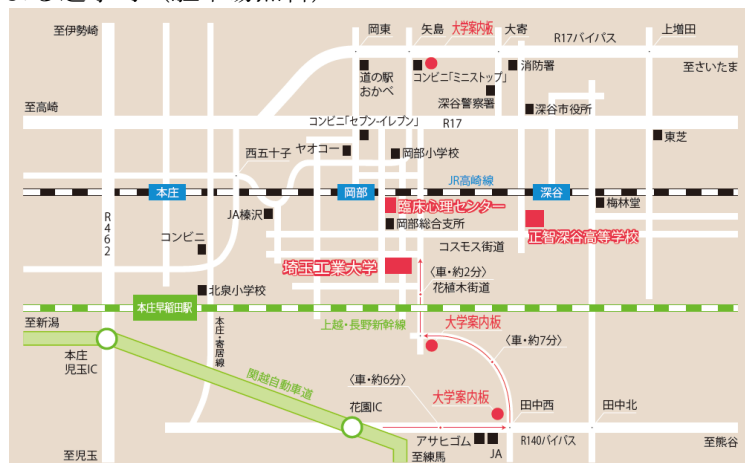 至伊勢崎
岡東
矢島
大学案内板
大寄
R17バイパス
上増田
至さいたま
道の駅
おかべ
コンビニ「ミニストップ」
消防署
深谷警察署
至高崎
コンビニ「セブン-イレブン」
R17
深谷市役所
西五十子
ヤオコー
岡部小学校
東芝
JR高崎線
本庄
岡部
深谷
R462
JA榛沢
臨床心理センター
岡部総合支所
梅林堂
正智深谷高等学校
コンビニ
コスモス街道
埼玉工業大学
〈車・約2分〉
花植木街道
北泉小学校
本庄早稲田駅
至新潟
本庄・寄居線
上越・長野新幹線
大学案内板
〈車・約7分〉
本庄
児玉IC
関越自動車道
〈車・約6分〉
大学案内板
花園IC
田中西
田中北
アサヒゴム
JA
R140バイパス
至児玉
至練馬
至熊谷